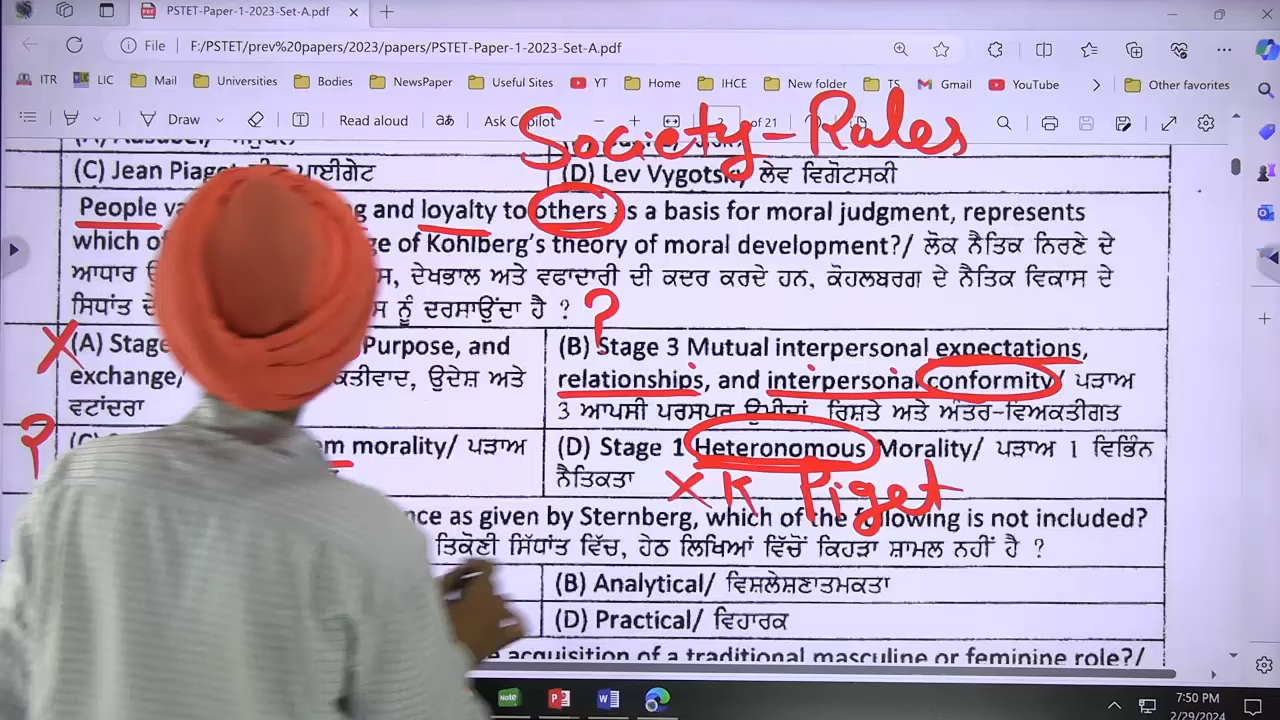 PSTET-Paper-1-2023-Set-A.pdf
File F:/PSTET/prev%20papers/2023/papers/PSTET-Paper-1-2023-Set-A.pdf
ITR LIC Mail Universities Bodies NewsPaper Useful Sites YT Home IHCE New folder TS Gmail YouTube Other favorites
Draw Read aloud Ask Copilot of 21
Society - Rules
(C) Jean ਪਾਈਗੇਟ (D) Lev Vygotsky ਲੇਵ ਵਿਗੋਟਸਕੀ
People and loyalty to others as a basis for moral judgment, represents
which of Kohlberg's theory of moral development?/ ਲੋਕ ਨੈਤਿਕ ਨਿਰਣੇ ਦੇ
ਆਧਾਰ ਦੇਖਭਾਲ ਅਤੇ ਵਫਾਦਾਰੀ ਦੀ ਕਦਰ ਕਰਦੇ ਹਨ, ਕੋਹਲਬਰਗ ਦੇ ਨੈਤਿਕ ਵਿਕਾਸ ਦੇ
ਸਿਧਾਂਤ ਨੂੰ ਦਰਸਾਉਂਦਾ ਹੈ ?
?
X
(A) Stage Purpose, and
exchange/ ਉਦੇਸ਼ ਅਤੇ
ਵਟਾਂਦਰਾ
(B) Stage 3 Mutual interpersonal expectations,
relationships, and interpersonal conformity/ ਪੜਾਅ
3 ਆਪਸੀ ਪਰਸਪਰ ਉਮੀਦਾਂ, ਰਿਸ਼ਤੇ ਅਤੇ ਅੰਤਰ-ਵਿਅਕਤੀਗਤ
?
morality/ ਪੜਾਅ
(D) Stage 1 Heteronomous Morality/ ਪੜਾਅ 1 ਵਿਭਿੰਨ
ਨੈਤਿਕਤਾ
X K Piget
as given by Sternberg, which of the following is not included?
ਤਿਕੋਣੀ ਸਿੱਧਾਂਤ ਵਿੱਚ, ਹੇਠ ਲਿਖਿਆਂ ਵਿੱਚੋਂ ਕਿਹੜਾ ਸ਼ਾਮਲ ਨਹੀਂ ਹੈ ?
(B) Analytical/ ਵਿਸ਼ਲੇਸ਼ਣਾਤਮਕਤਾ
(D) Practical/ ਵਿਹਾਰਕ
acquisition of a traditional masculine or feminine role?/
7:50 PM
2/29/2024